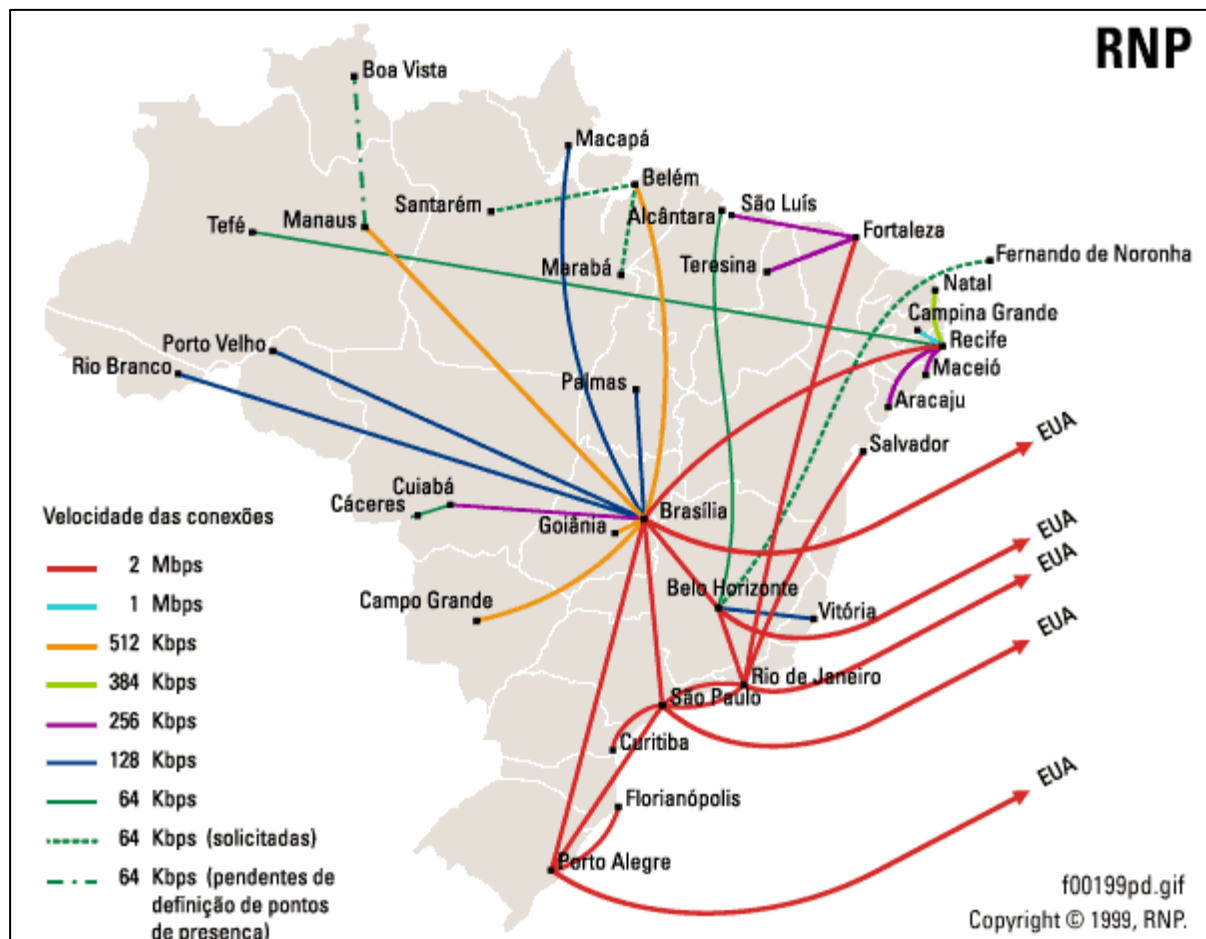 RNP
Boa Vista
Macapá
Belém
Santarém
Alcântara
São Luís
Tefé
Manaus
Fortaleza
Marabá
Teresina
Fernando de Noronha
Natal
Campina Grande
Porto Velho
Recife
Rio Branco
Palmas
Maceió
Aracaju
EUA
Salvador
Cuiabá
Cáceres
Brasília
Goiânia
EUA
EUA
Velocidade das conexões
2 Mbps
1 Mbps
512 Kbps
384 Kbps
256 Kbps
128 Kbps
64 Kbps
64 Kbps (solicitadas)
64 Kbps (pendentes de
definição de pontos
de presença)
Campo Grande
Belo Horizonte
Vitória
EUA
Rio de Janeiro
São Paulo
Curitiba
Florianópolis
EUA
Porto Alegre
f00199pd.gif
Copyright © 1999, RNP.